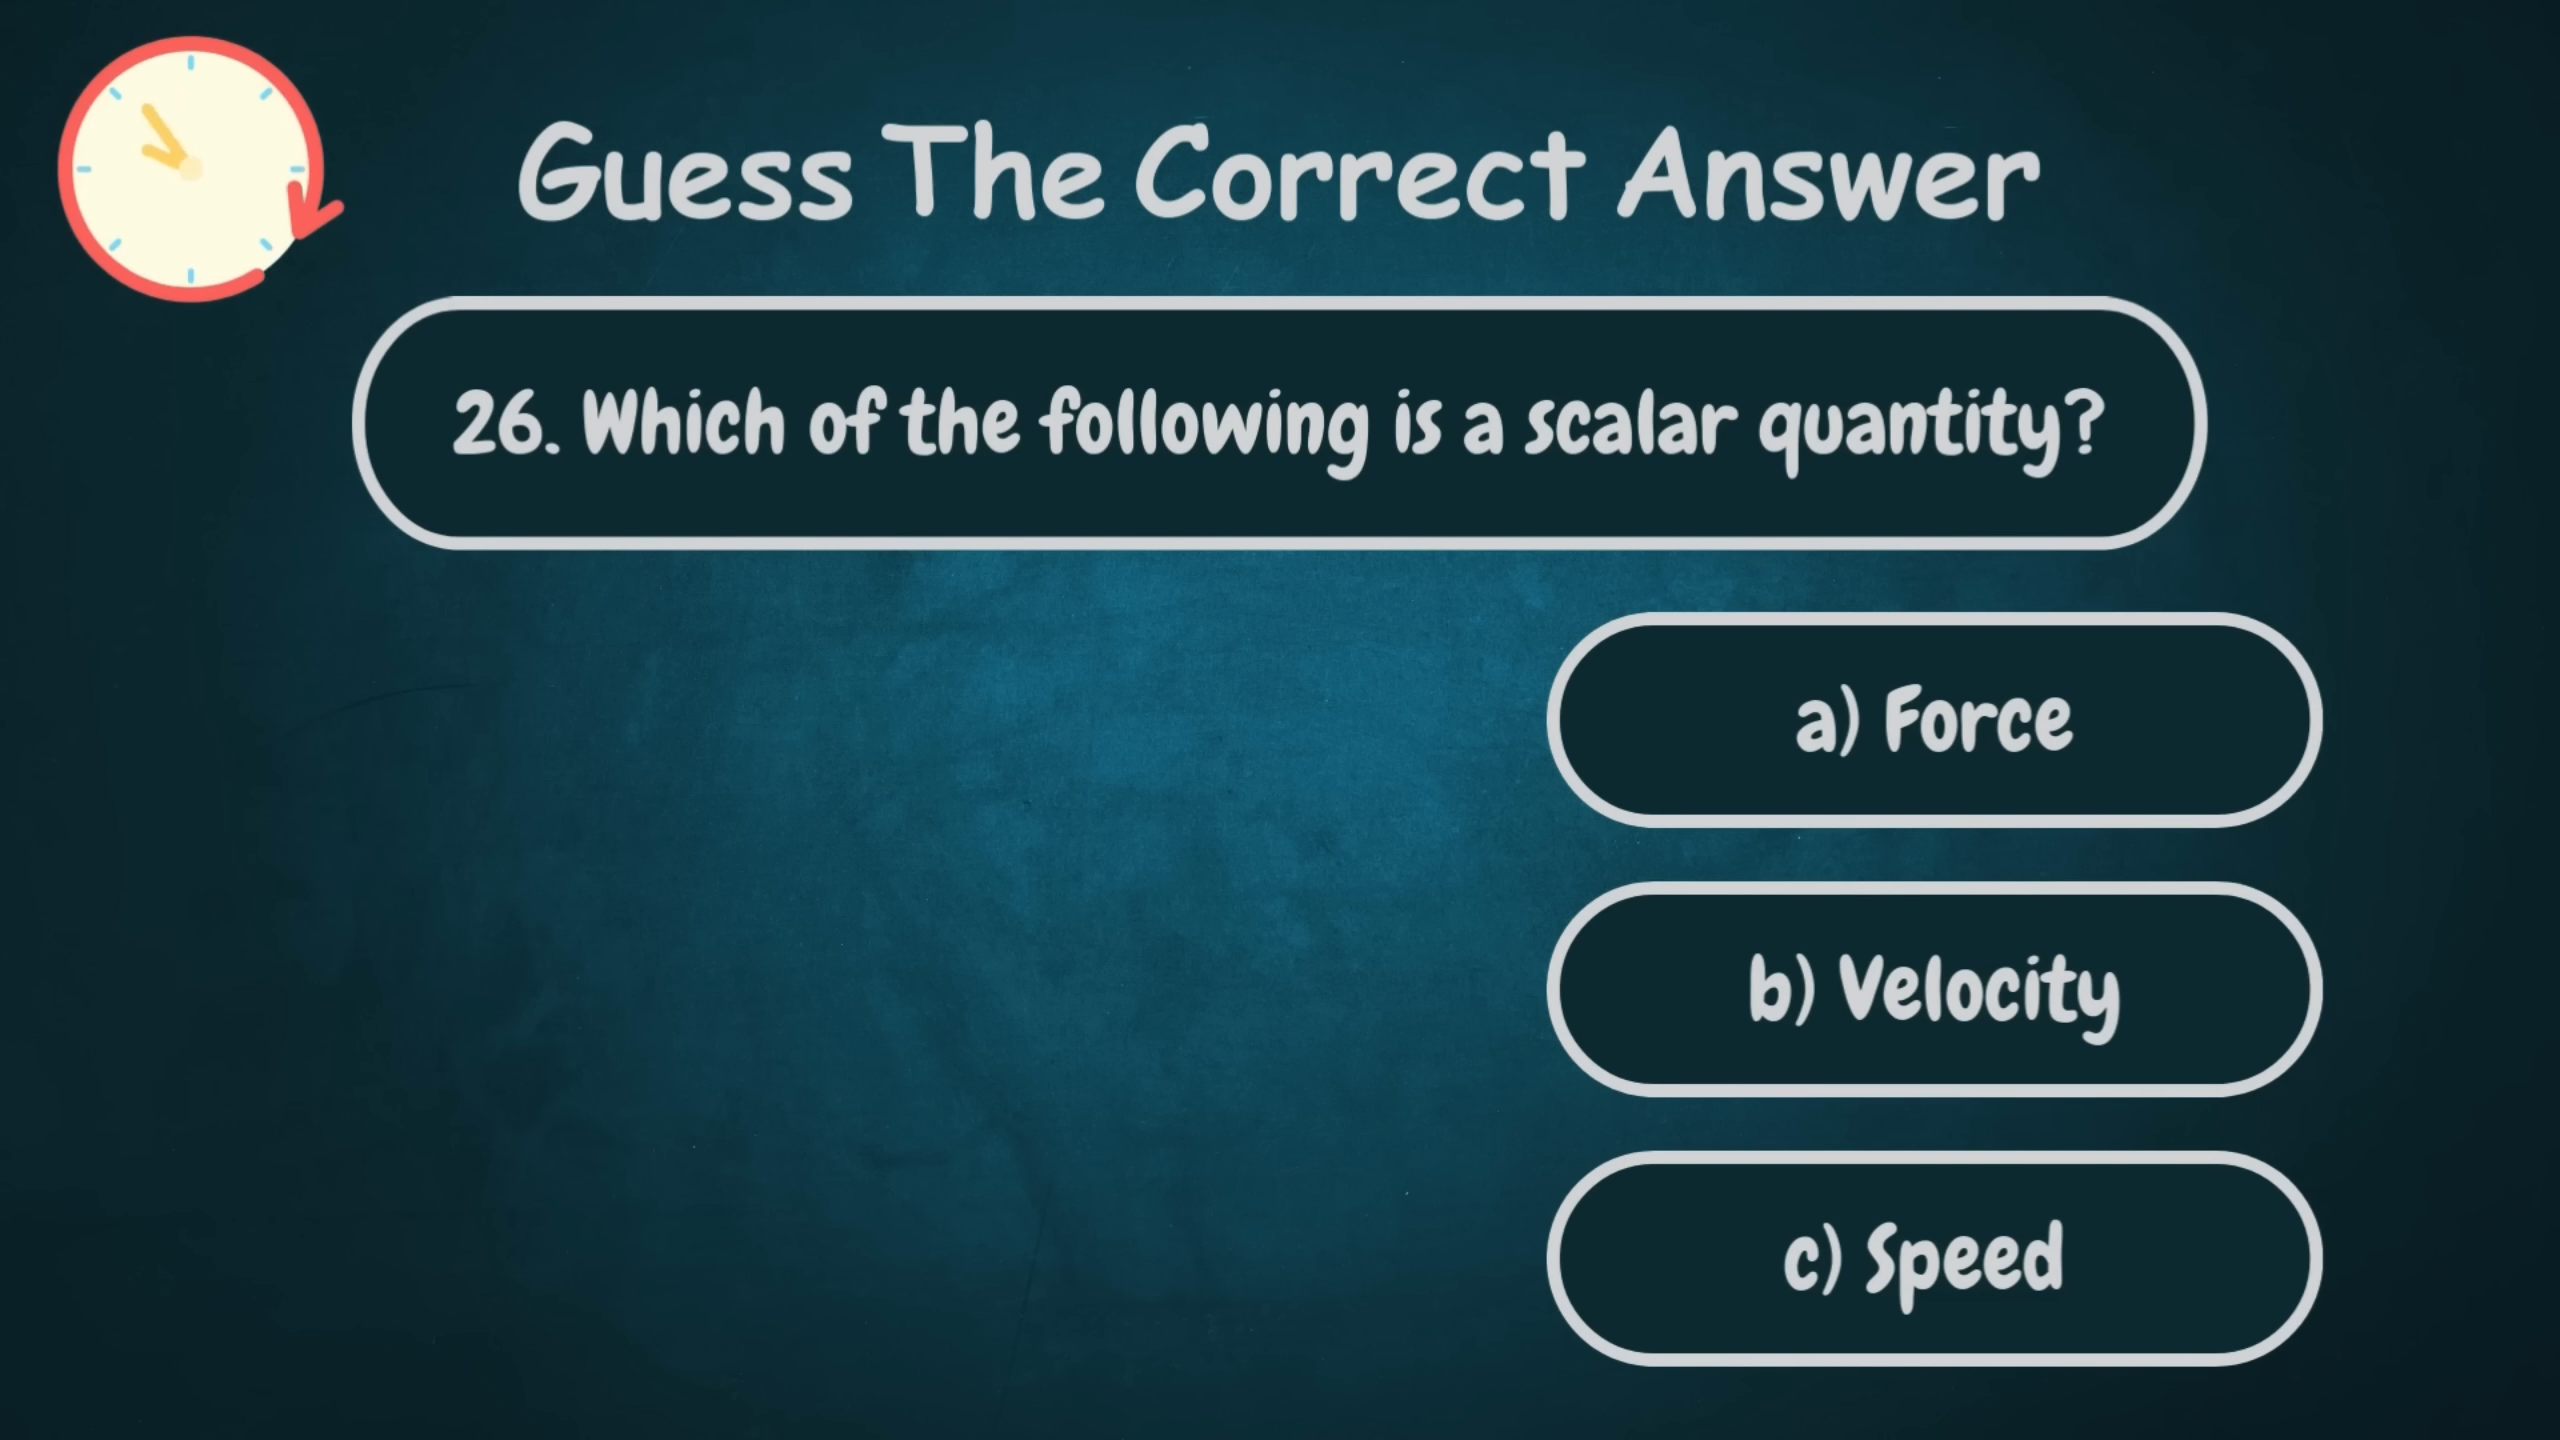 Guess The Correct Answer
26. Which of the following is a scalar quantity?
a) Force
b) Velocity
c) Speed